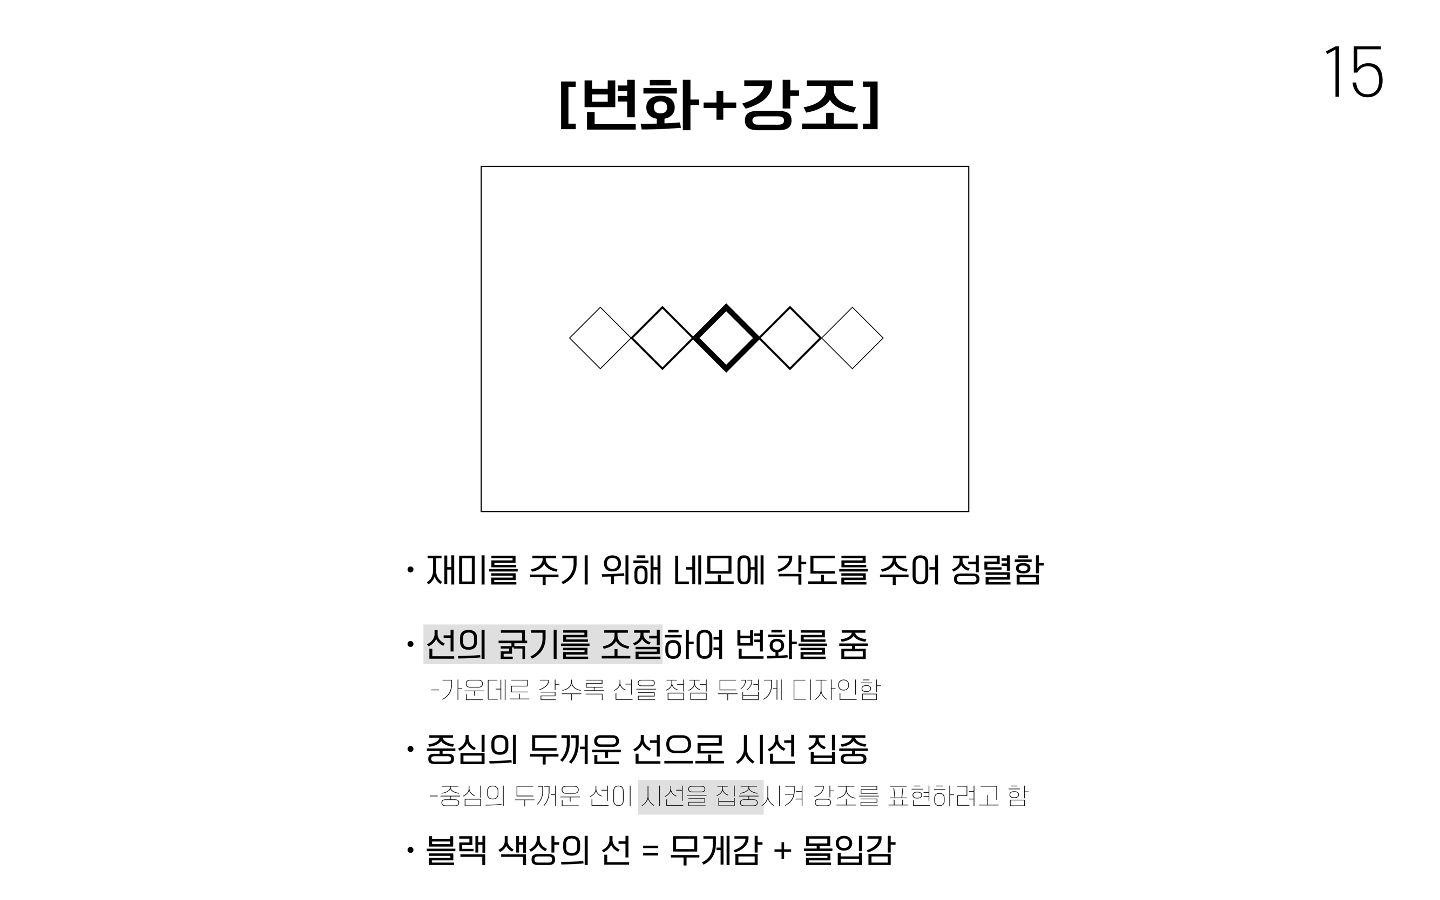 15
[변화+강조]
• 재미를 주기 위해 네모에 각도를 주어 정렬함
• 선의 굵기를 조절하여 변화를 줌
-가운데로 갈수록 선을 점점 두껍게 디자인함
• 중심의 두꺼운 선으로 시선 집중
-중심의 두꺼운 선이 시선을 집중시켜 강조를 표현하려고 함
• 블랙 색상의 선 = 무게감 + 몰입감